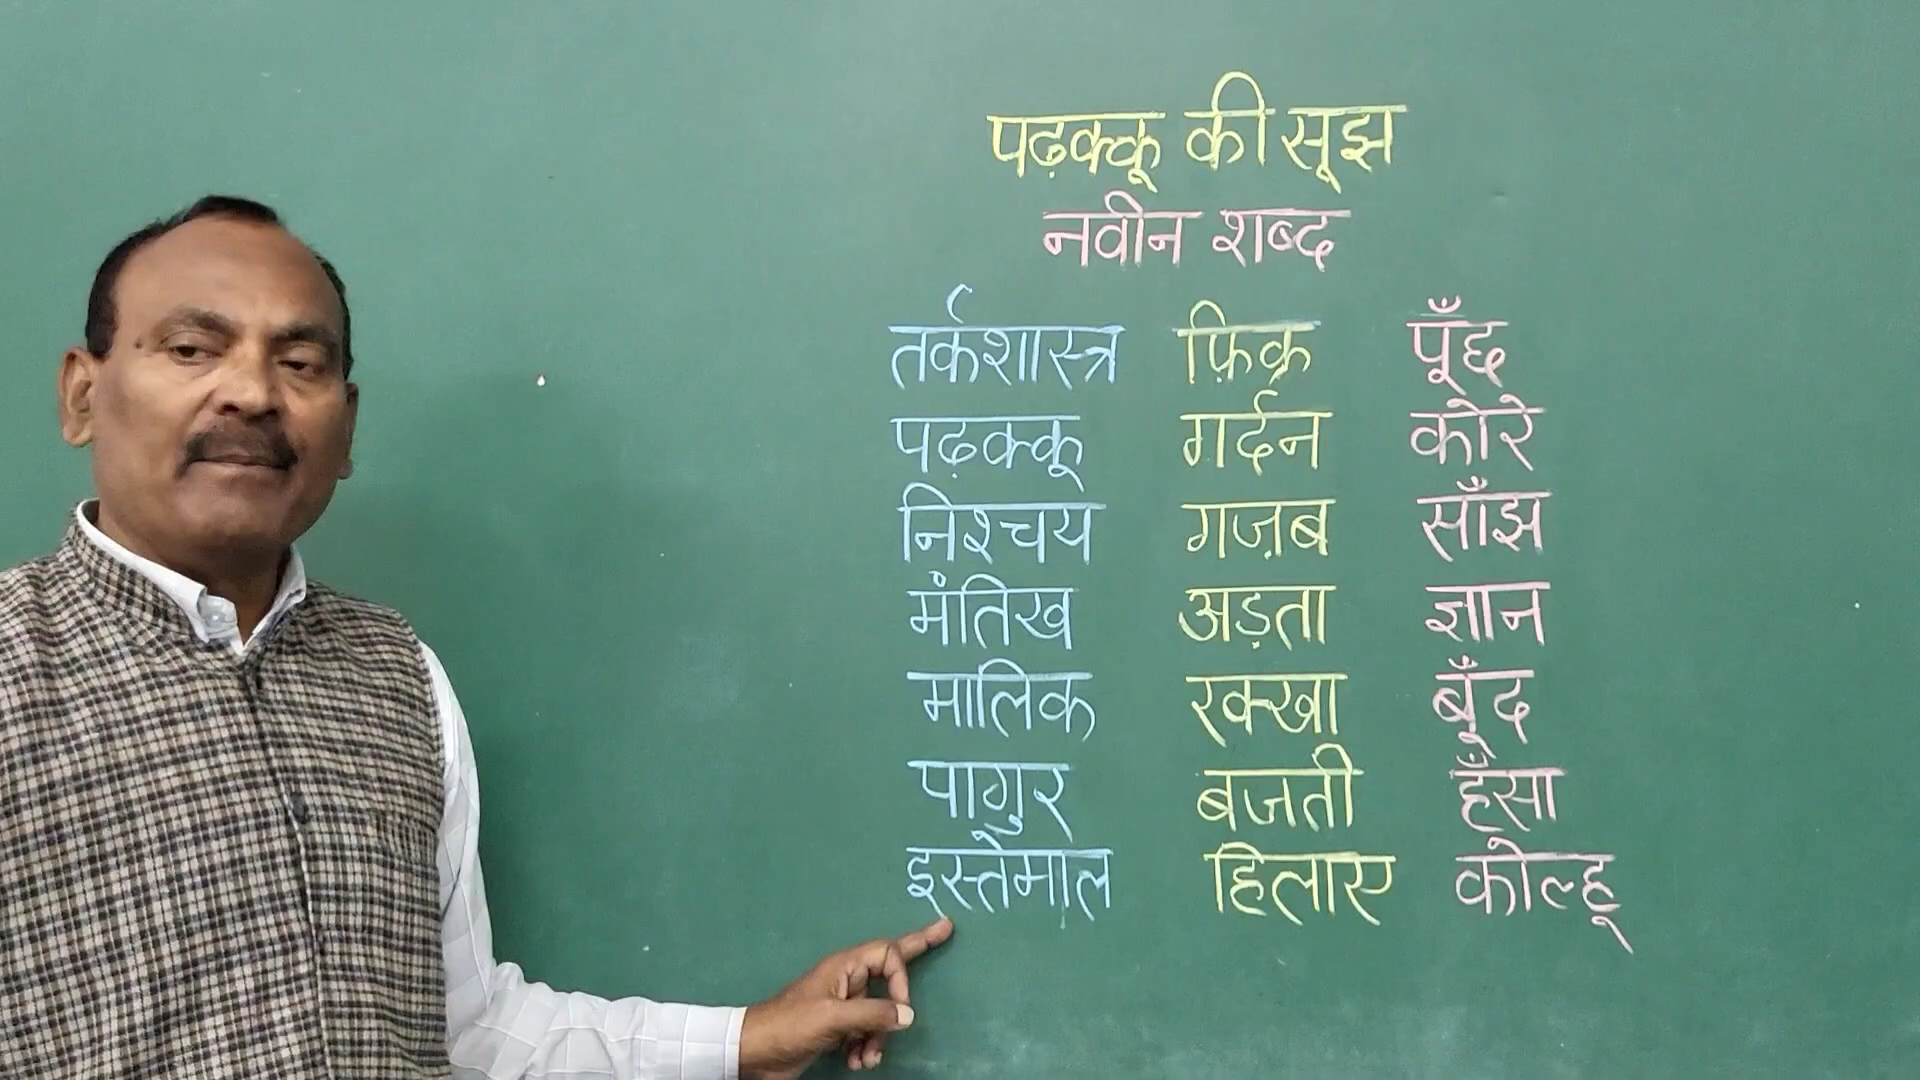 पढ़क्कू की सूझ
नवीन शब्द
तर्कशास्त्र फ़िक्र पूँछ
पढ़क्कू गर्दन कोरे
निश्चय गज़ब साँझ
मंतिख अड़ता ज्ञान
मालिक रक्खा बूँद
पागुर बजती हँसा
इस्तेमाल हिलाए कोल्हू